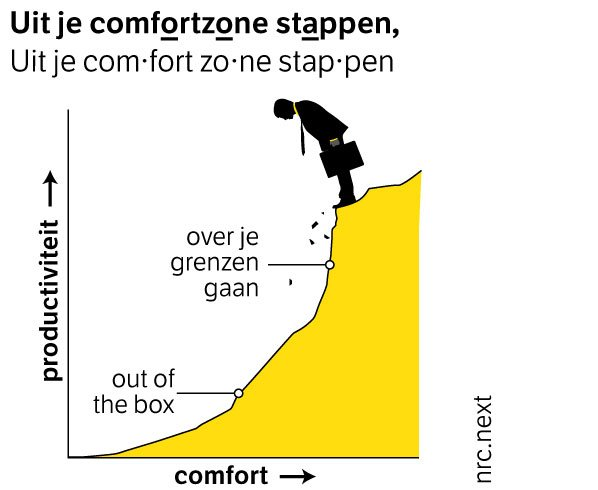 Uit je comfortzone stappen,
Uit je com·fort zo·ne stap·pen
productiviteit
over je
grenzen
gaan
out of
the box
comfort
nrc.next